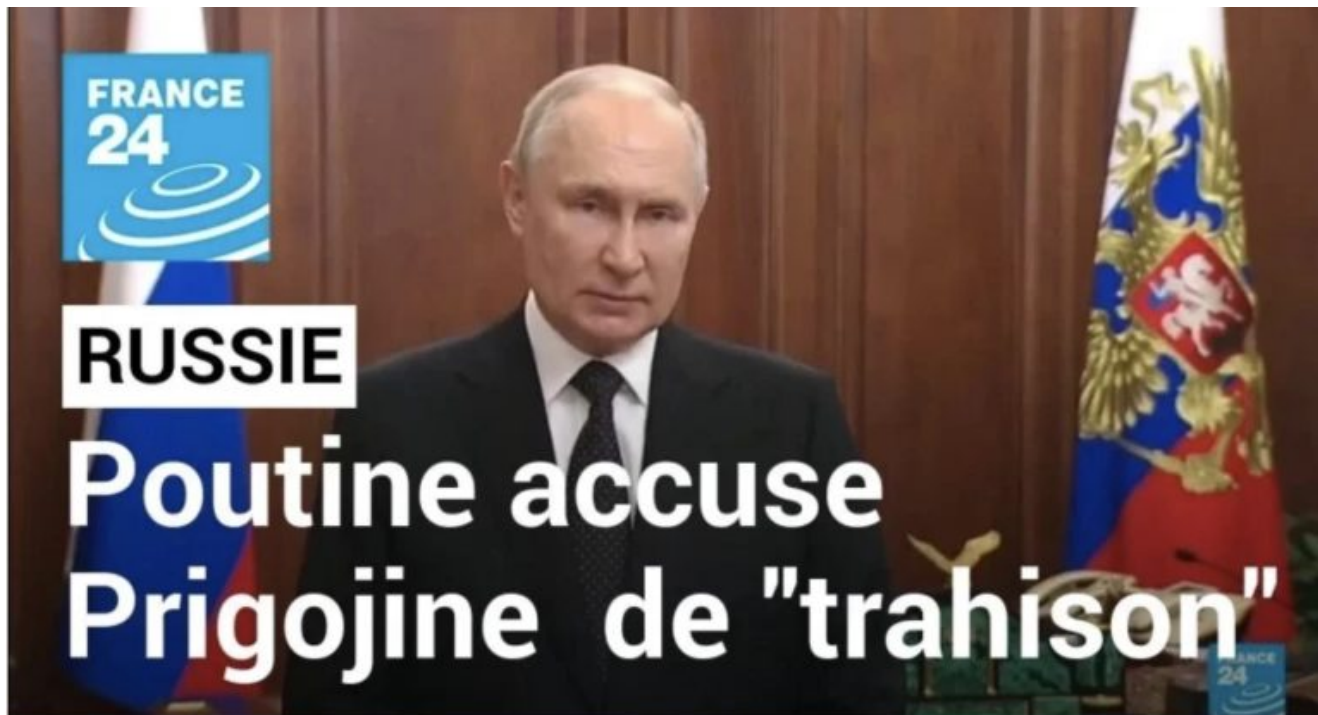 FRANCE
24
RUSSIE
Poutine accuse
Prigojine de "trahison"
FRANCE
24